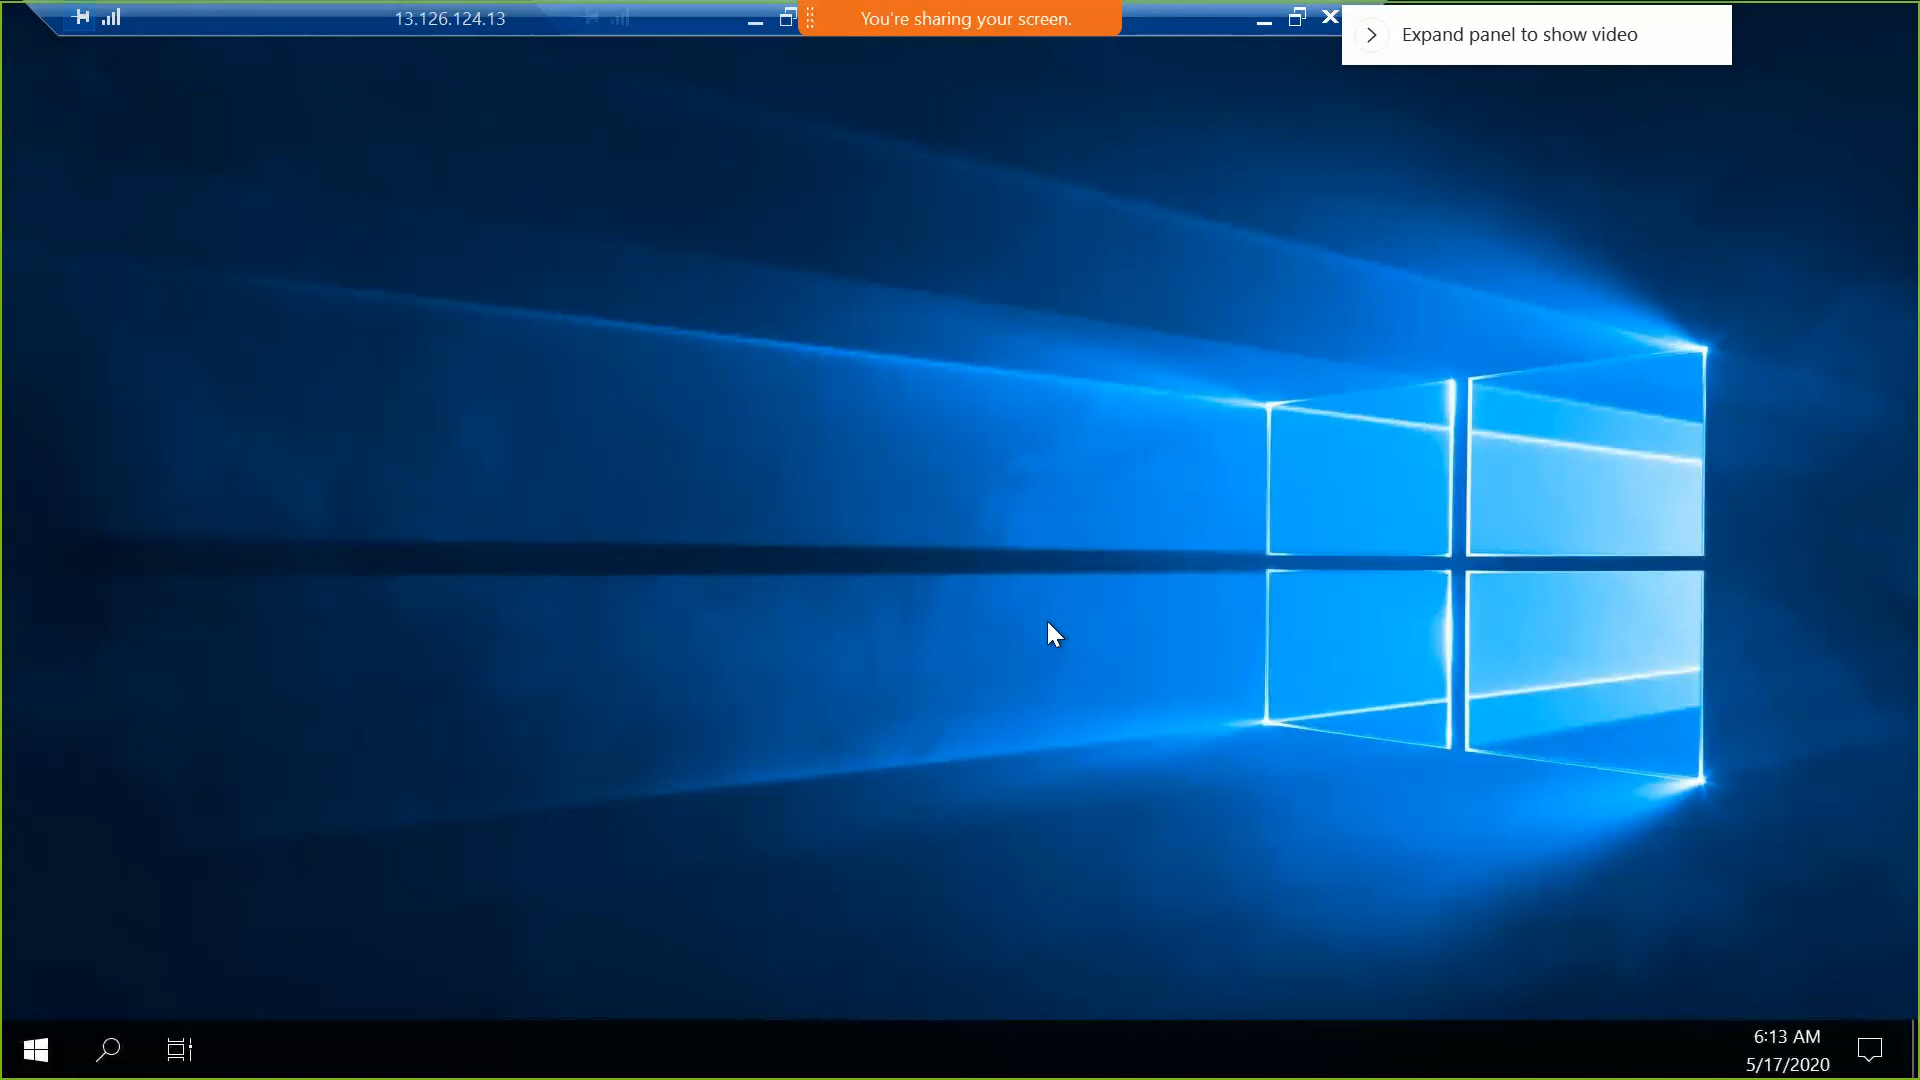 13.126.124.13
You're sharing your screen.
Expand panel to show video
6:13 AM
5/17/2020